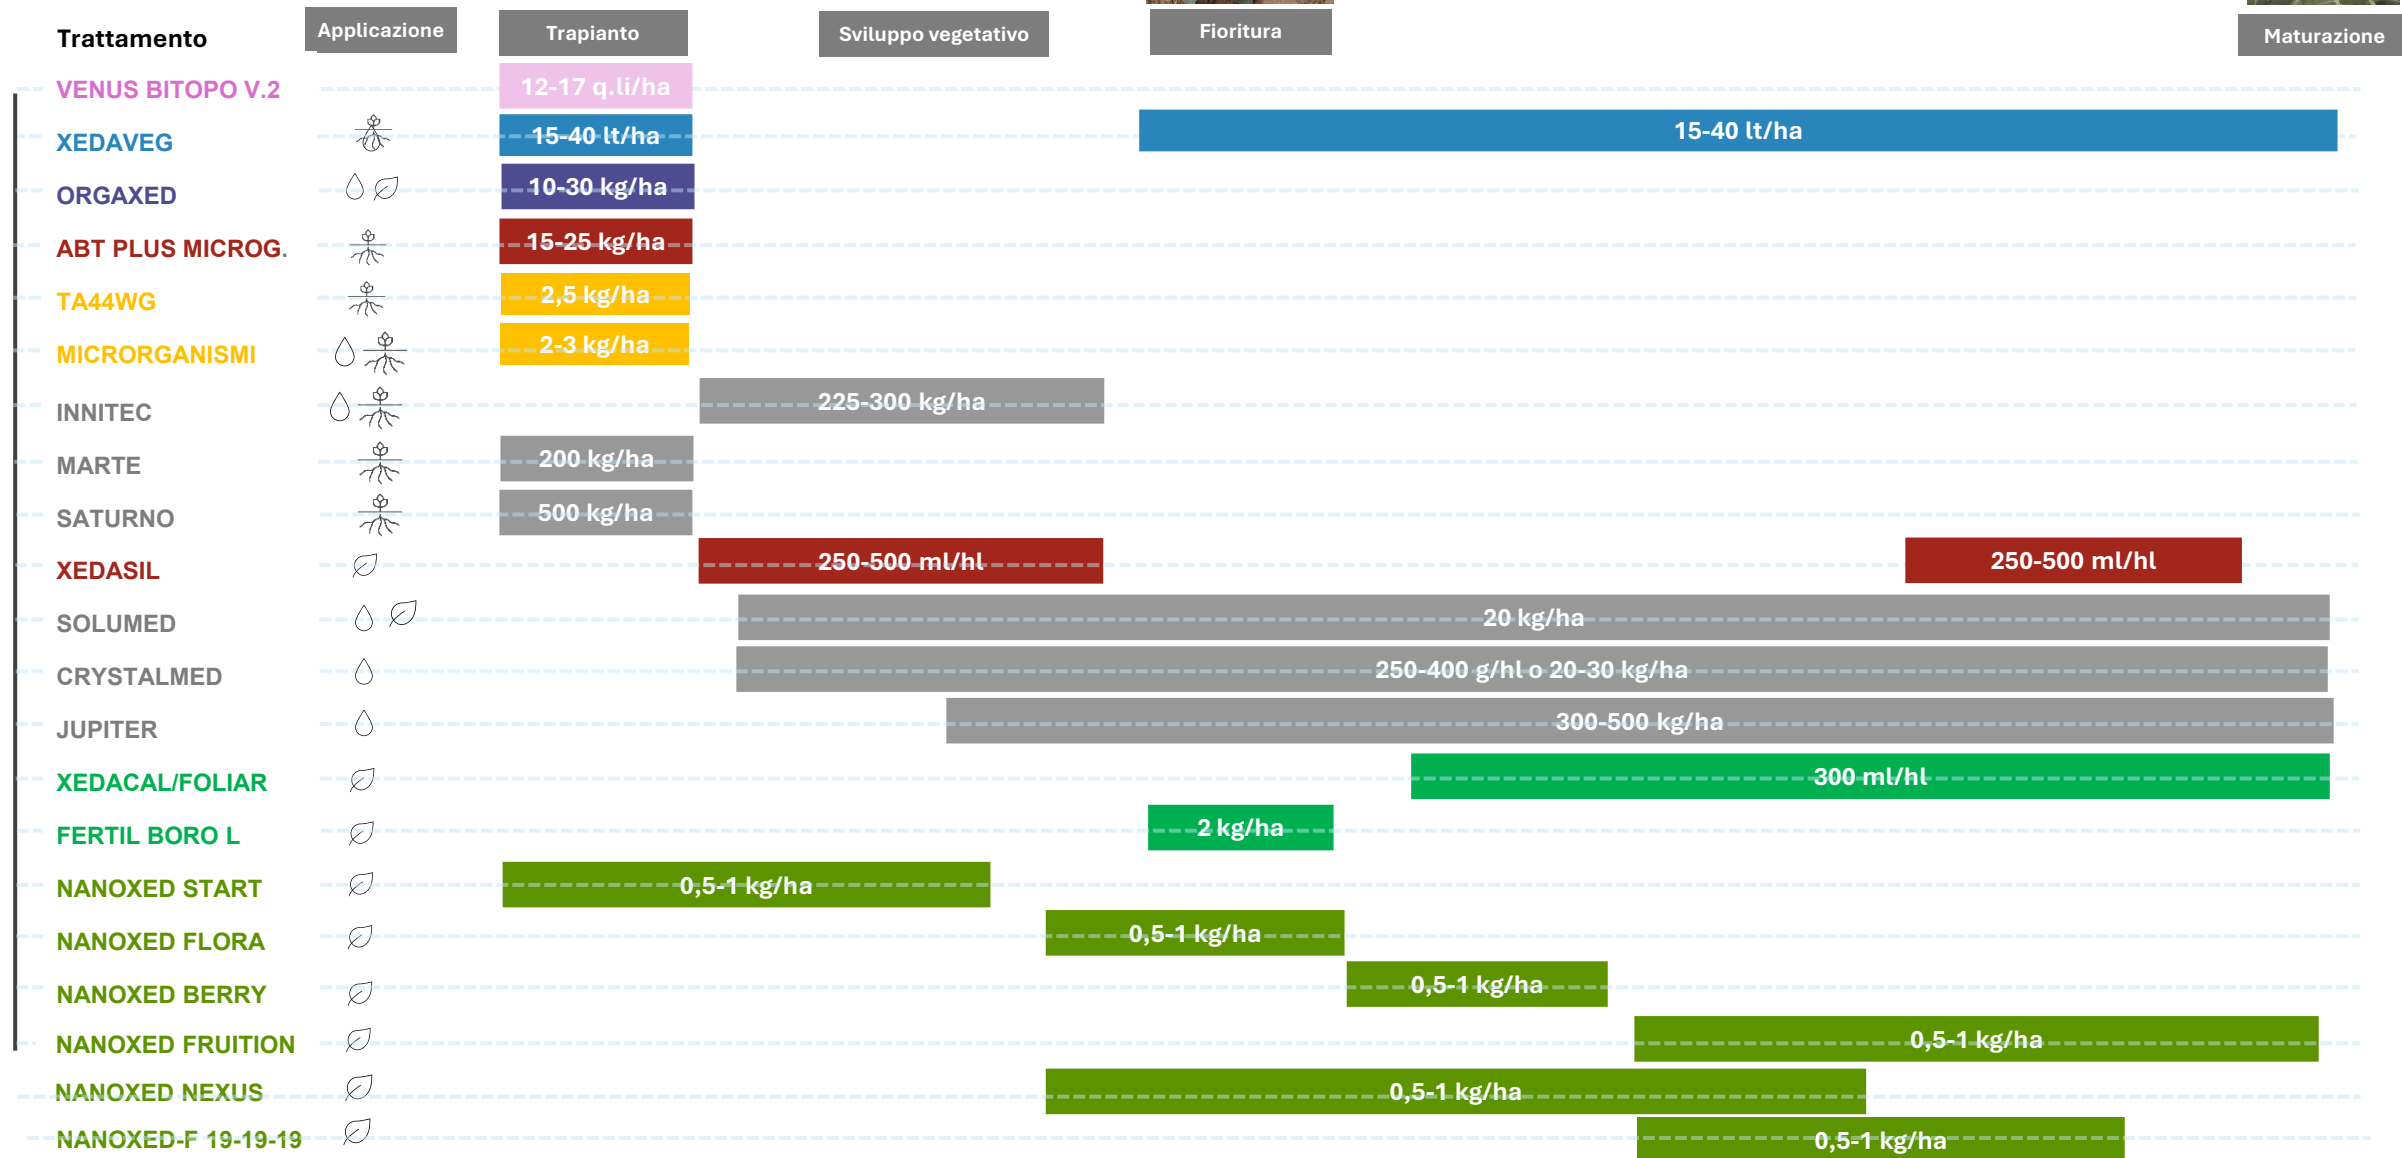 Trattamento Applicazione Trapianto Sviluppo vegetativo Fioritura Maturazione
VENUS BITOPO V.2 12-17 q.li/ha
XEDAVEG 15-40 lt/ha 15-40 lt/ha
ORGAXED 10-30 kg/ha
ABT PLUS MICROG. 15-25 kg/ha
TA44WG 2,5 kg/ha
MICRORGANISMI 2-3 kg/ha
INNITEC 225-300 kg/ha
MARTE 200 kg/ha
SATURNO 500 kg/ha
XEDASIL 250-500 ml/hl 250-500 ml/hl
SOLUMED 20 kg/ha
CRYSTALMED 250-400 g/hl o 20-30 kg/ha
JUPITER 300-500 kg/ha
XEDACAL/FOLIAR 300 ml/hl
FERTIL BORO L 2 kg/ha
NANOXED START 0,5-1 kg/ha
NANOXED FLORA 0,5-1 kg/ha
NANOXED BERRY 0,5-1 kg/ha
NANOXED FRUITION 0,5-1 kg/ha
NANOXED NEXUS 0,5-1 kg/ha
NANOXED-F 19-19-19 0,5-1 kg/ha